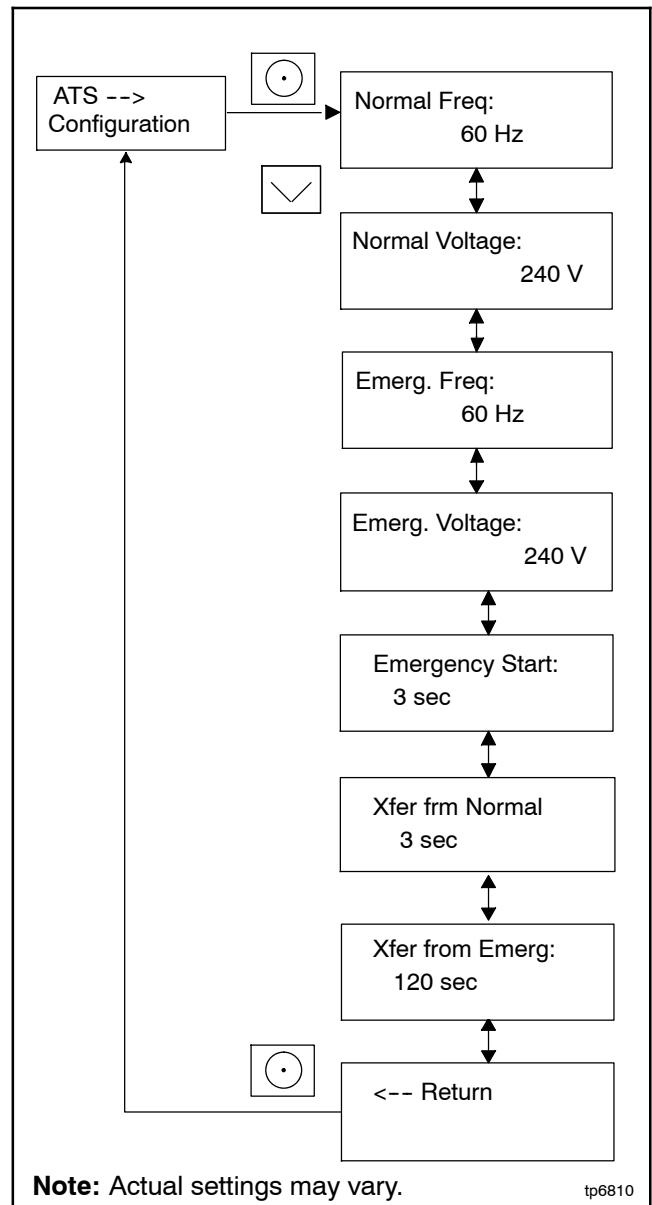 ATS -->
Configuration
Normal Freq:
60 Hz
Normal Voltage:
240 V
Emerg. Freq:
60 Hz
Emerg. Voltage:
240 V
Emergency Start:
3 sec
Xfer frm Normal
3 sec
Xfer from Emerg:
120 sec
<-- Return
Note: Actual settings may vary.
tp6810